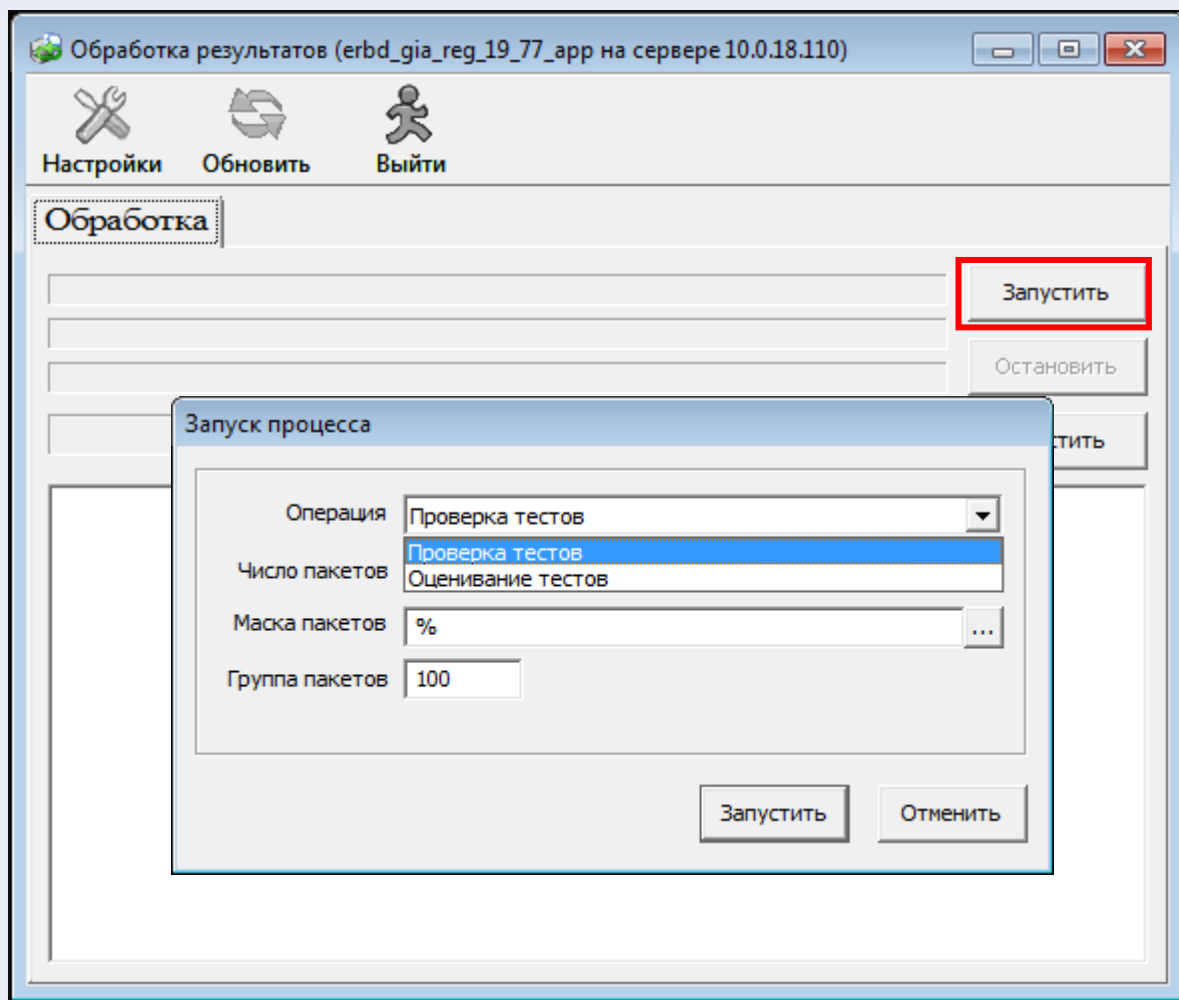 Обработка результатов (erbd_gia_reg_19_77_app на сервере 10.0.18.110)
Настройки Обновить Выйти
Обработка
Запустить
Остановить
Запуск процесса
Операция Проверка тестов
Проверка тестов
Число пакетов
Оценивание тестов
Маска пакетов % ...
Группа пакетов 100
Запустить Отменить